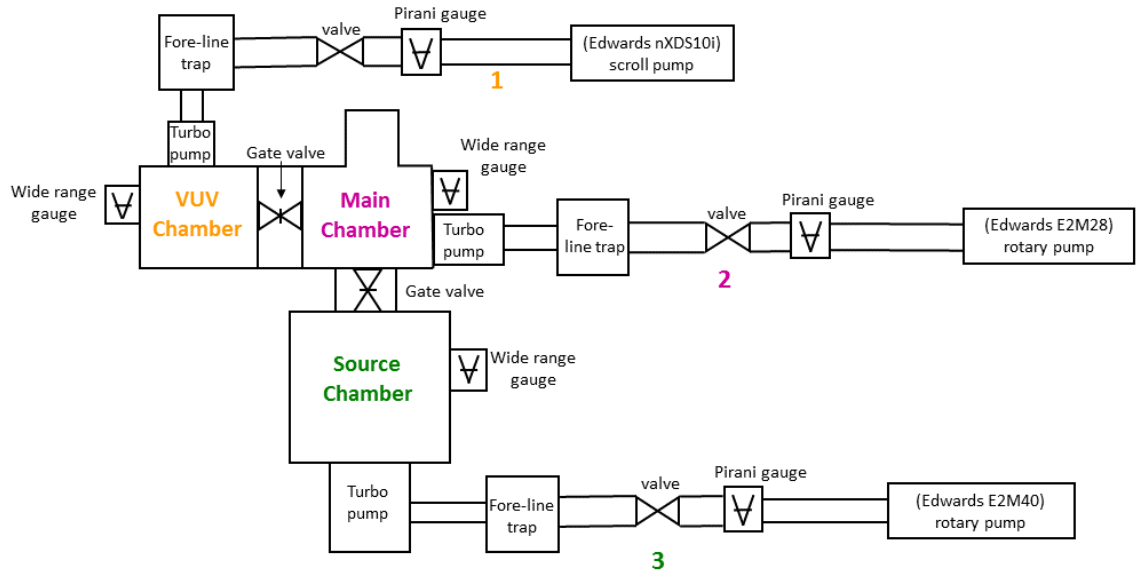 Pirani gauge
valve
Fore-line
trap
(Edwards nXDS10i)
scroll pump
1
Turbo
pump
Gate valve
Wide range
gauge
Wide range
gauge
VUV
Chamber
Main
Chamber
Turbo
pump
Fore-
line trap
valve
Pirani gauge
(Edwards E2M28)
rotary pump
2
Gate valve
Source
Chamber
Wide range
gauge
Turbo
pump
Fore-line
trap
valve
Pirani gauge
(Edwards E2M40)
rotary pump
3